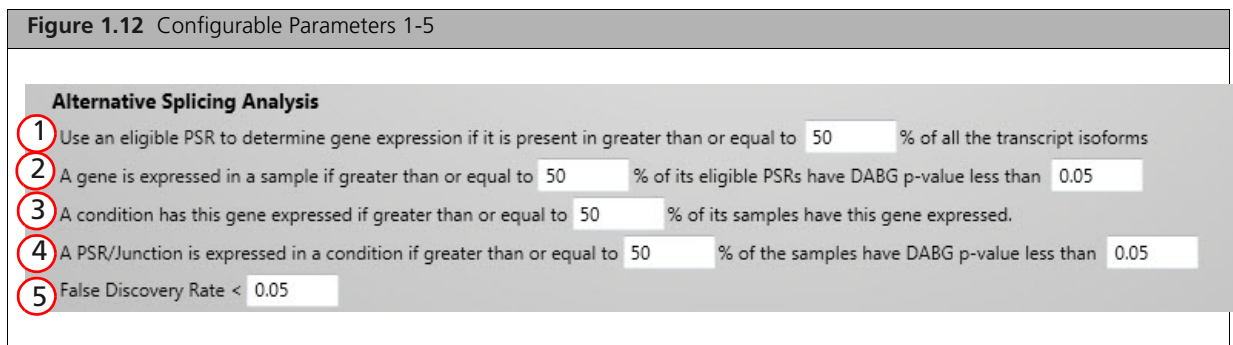 Figure 1.12 Configurable Parameters 1-5
Alternative Splicing Analysis
1 Use an eligible PSR to determine gene expression if it is present in greater than or equal to 50 % of all the transcript isoforms
2 A gene is expressed in a sample if greater than or equal to 50 % of its eligible PSRs have DABG p-value less than 0.05
3 A condition has this gene expressed if greater than or equal to 50 % of its samples have this gene expressed.
4 A PSR/Junction is expressed in a condition if greater than or equal to 50 % of the samples have DABG p-value less than 0.05
5 False Discovery Rate < 0.05